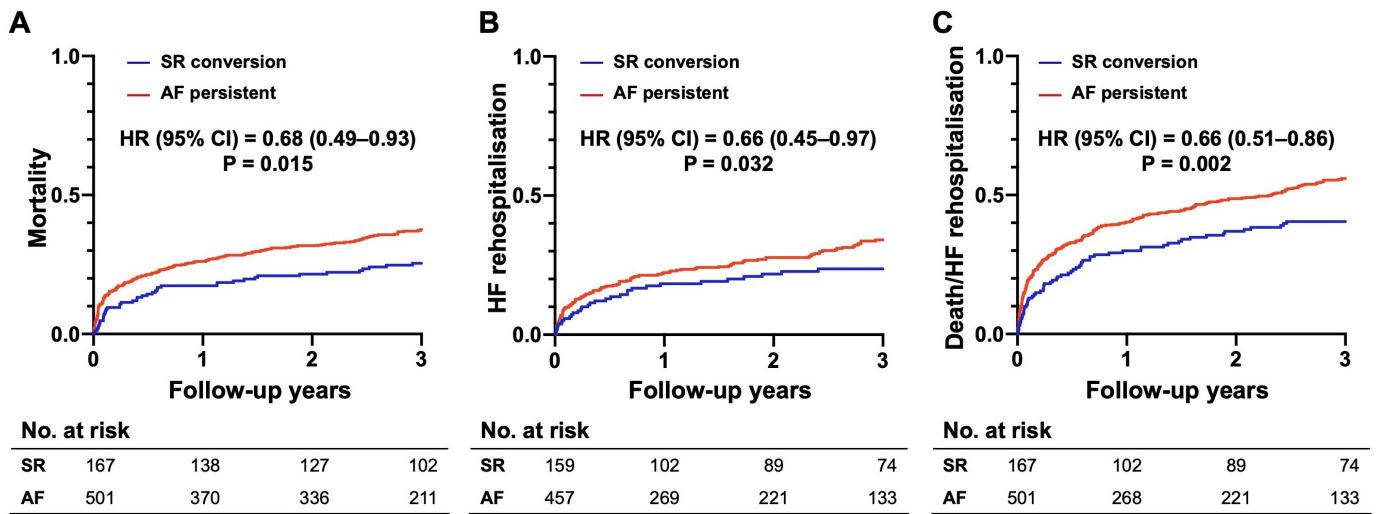 A
1.0
0.5
0.0
Mortality
SR conversion
AF persistent
HR (95% CI) = 0.68 (0.49–0.93)
P = 0.015
0 1 2 3
Follow-up years
No. at risk
SR 167 138 127 102
AF 501 370 336 211
B
1.0
0.5
0.0
HF rehospitalisation
SR conversion
AF persistent
HR (95% CI) = 0.66 (0.45–0.97)
P = 0.032
0 1 2 3
Follow-up years
No. at risk
SR 159 102 89 74
AF 457 269 221 133
C
1.0
0.5
0.0
Death/HF rehospitalisation
SR conversion
AF persistent
HR (95% CI) = 0.66 (0.51–0.86)
P = 0.002
0 1 2 3
Follow-up years
No. at risk
SR 167 102 89 74
AF 501 268 221 133